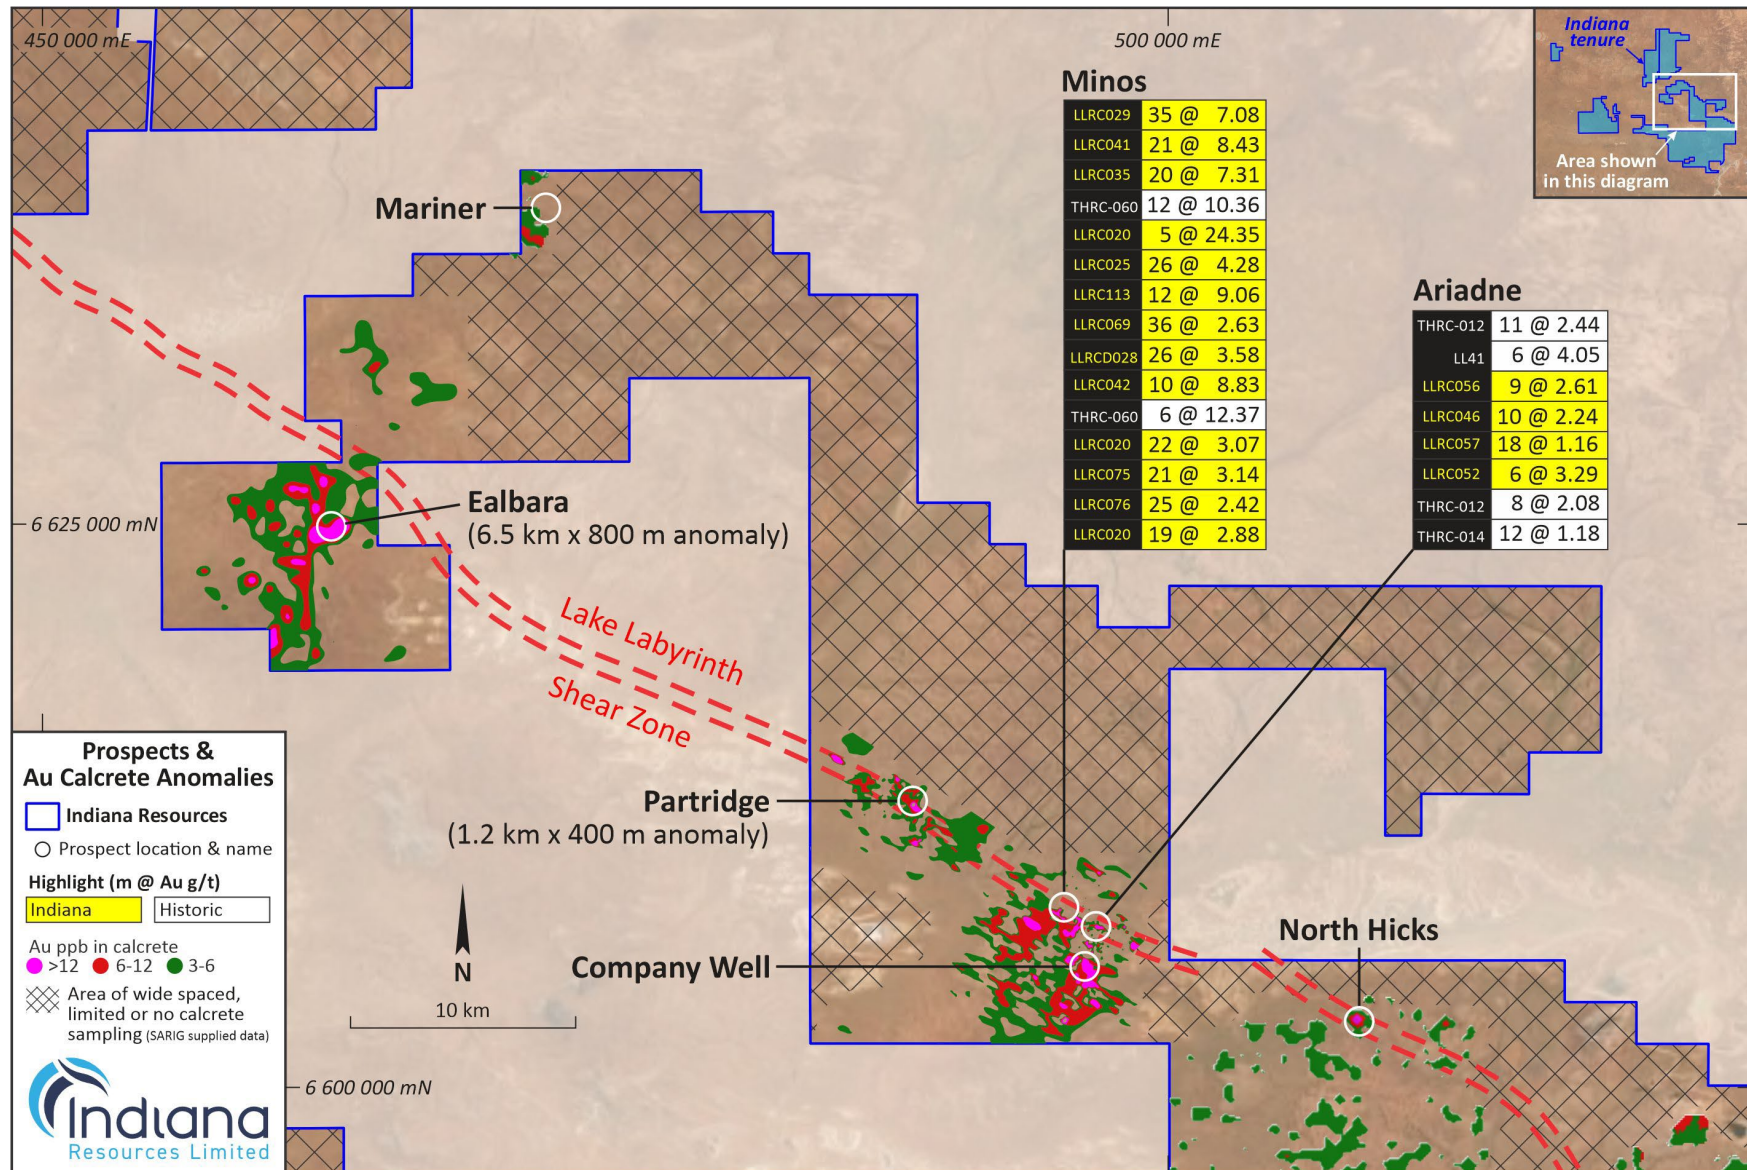 450 000 mE
500 000 mE
Indiana
tenure
Area shown
in this diagram
Minos
LLRC029 35 @ 7.08
LLRC041 21 @ 8.43
LLRC035 20 @ 7.31
THRC-060 12 @ 10.36
LLRC020 5 @ 24.35
LLRC025 26 @ 4.28
LLRC113 12 @ 9.06
LLRC069 36 @ 2.63
LLRCD028 26 @ 3.58
LLRC042 10 @ 8.83
THRC-060 6 @ 12.37
LLRC020 22 @ 3.07
LLRC075 21 @ 3.14
LLRC076 25 @ 2.42
LLRC020 19 @ 2.88
Ariadne
THRC-012 11 @ 2.44
LL41 6 @ 4.05
LLRC056 9 @ 2.61
LLRC046 10 @ 2.24
LLRC057 18 @ 1.16
LLRC052 6 @ 3.29
THRC-012 8 @ 2.08
THRC-014 12 @ 1.18
Mariner
6 625 000 mN
Ealbara
(6.5 km x 800 m anomaly)
Lake Labyrinth
Shear Zone
Partridge
(1.2 km x 400 m anomaly)
Company Well
North Hicks
N
10 km
6 600 000 mN
Prospects &
Au Calcrete Anomalies
Indiana Resources
Prospect location & name
Highlight (m @ Au g/t)
Indiana Historic
Au ppb in calcrete
>12 6-12 3-6
Area of wide spaced,
limited or no calcrete
sampling (SARIG supplied data)
Indiana
Resources Limited